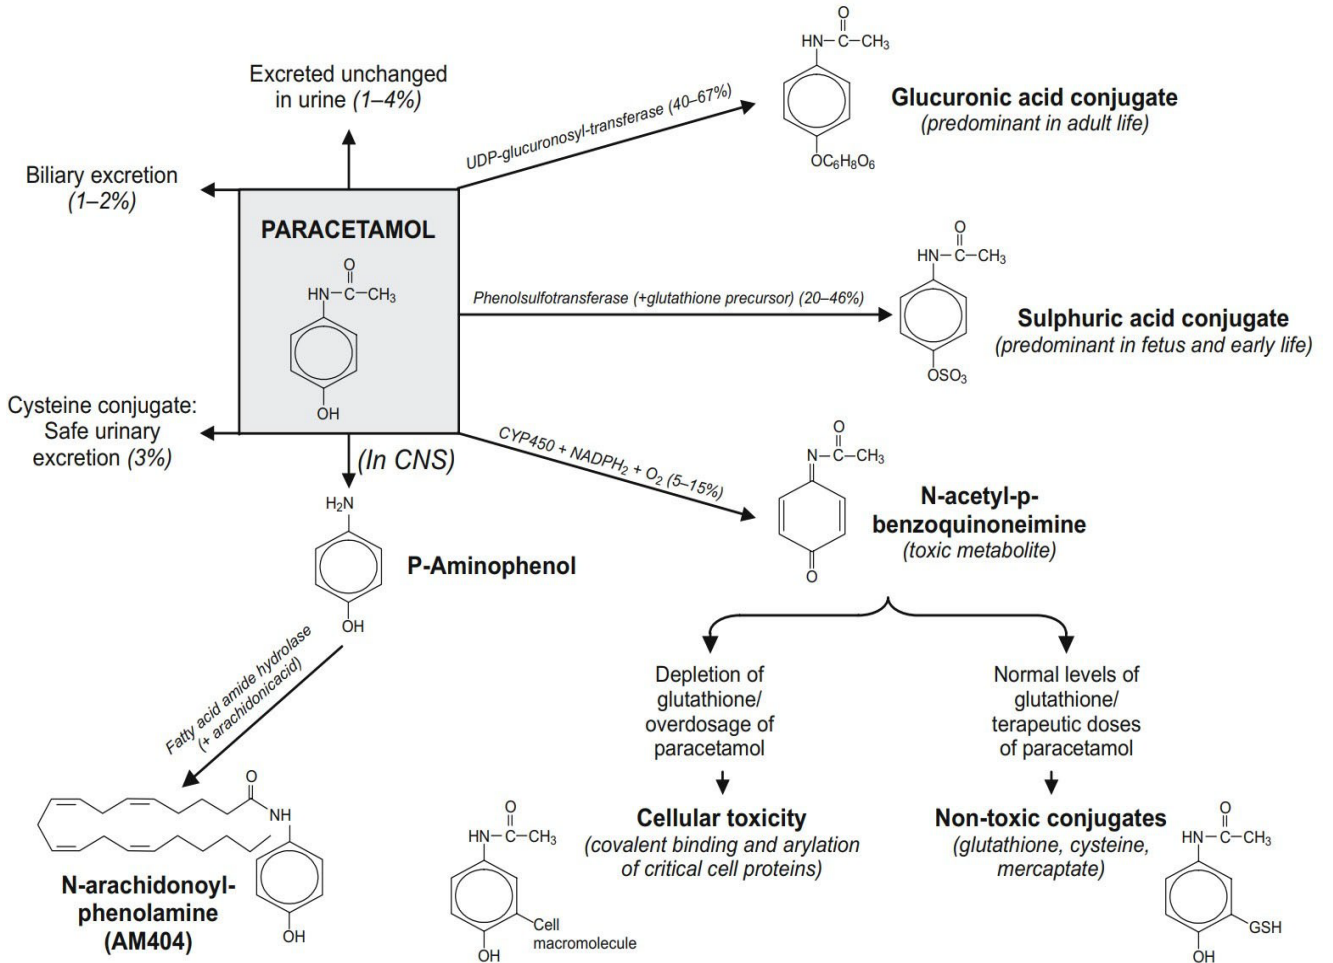 Excreted unchanged
in urine (1–4%)
Biliary excretion
(1–2%)
PARACETAMOL
O
HN–C–CH3
OH
Cysteine conjugate:
Safe urinary
excretion (3%)
UDP-glucuronosyl-transferase (40–67%)
O
HN–C–CH3
OC6H8O6
Glucuronic acid conjugate
(predominant in adult life)
Phenolsulfotransferase (+glutathione precursor) (20–46%)
O
HN–C–CH3
OSO3
Sulphuric acid conjugate
(predominant in fetus and early life)
CYP450 + NADPH2 + O2 (5–15%)
O
N–C–CH3
O
N-acetyl-p-
benzoquinoneimine
(toxic metabolite)
(In CNS)
H2N
OH
P-Aminophenol
Fatty acid amide hydrolase
(+ arachidonicacid)
O
NH
OH
N-arachidonoyl-
phenolamine
(AM404)
Depletion of
glutathione/
overdosage of
paracetamol
Cellular toxicity
(covalent binding and arylation
of critical cell proteins)
O
HN–C–CH3
Cell
macromolecule
OH
Normal levels of
glutathione/
terapeutic doses
of paracetamol
Non-toxic conjugates
(glutathione, cysteine,
mercaptate)
O
HN–C–CH3
GSH
OH